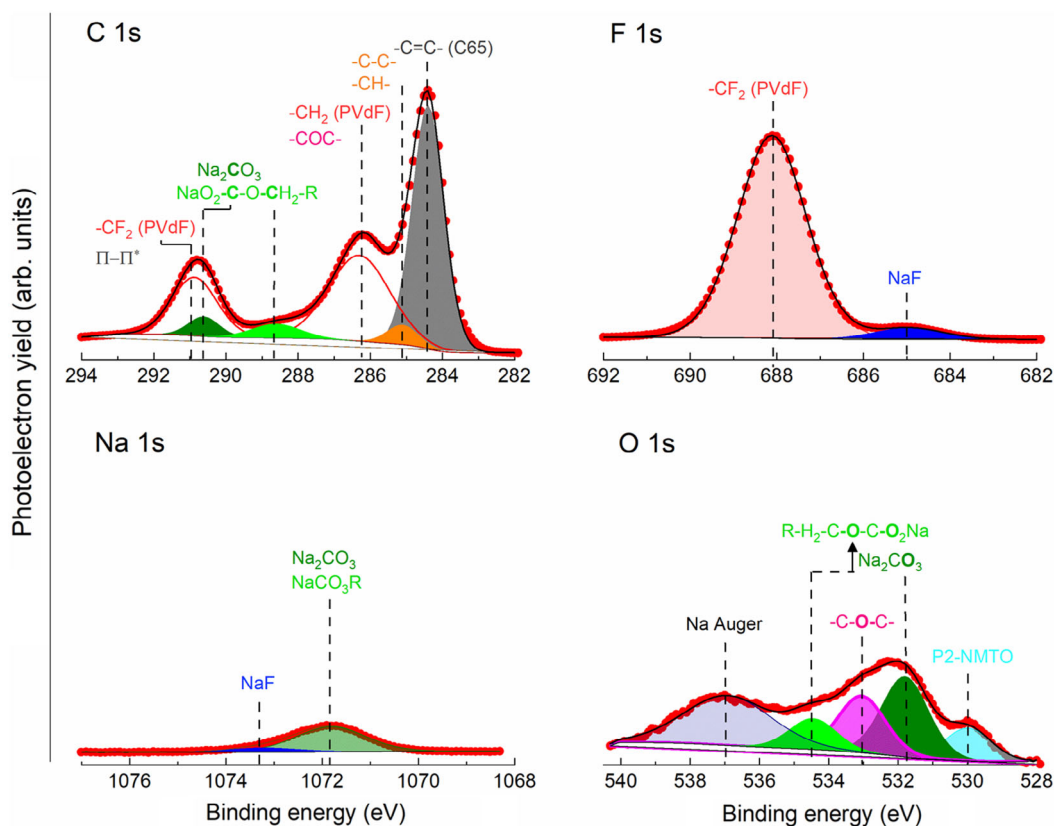 Photoelectron yield (arb. units)
C 1s
-C=C- (C65)
-C-C-
-CH-
-CH₂ (PVdF)
-COC-
Na₂CO₃
NaO₂-C-O-CH₂-R
-CF₂ (PVdF)
Π–Π*
294 292 290 288 286 284 282
F 1s
-CF₂ (PVdF)
NaF
692 690 688 686 684 682
Na 1s
Na₂CO₃
NaCO₃R
NaF
1076 1074 1072 1070 1068
Binding energy (eV)
O 1s
R-H₂-C-O-C-O₂Na
Na₂CO₃
Na Auger
-C-O-C-
P2-NMTO
540 538 536 534 532 530 528
Binding energy (eV)